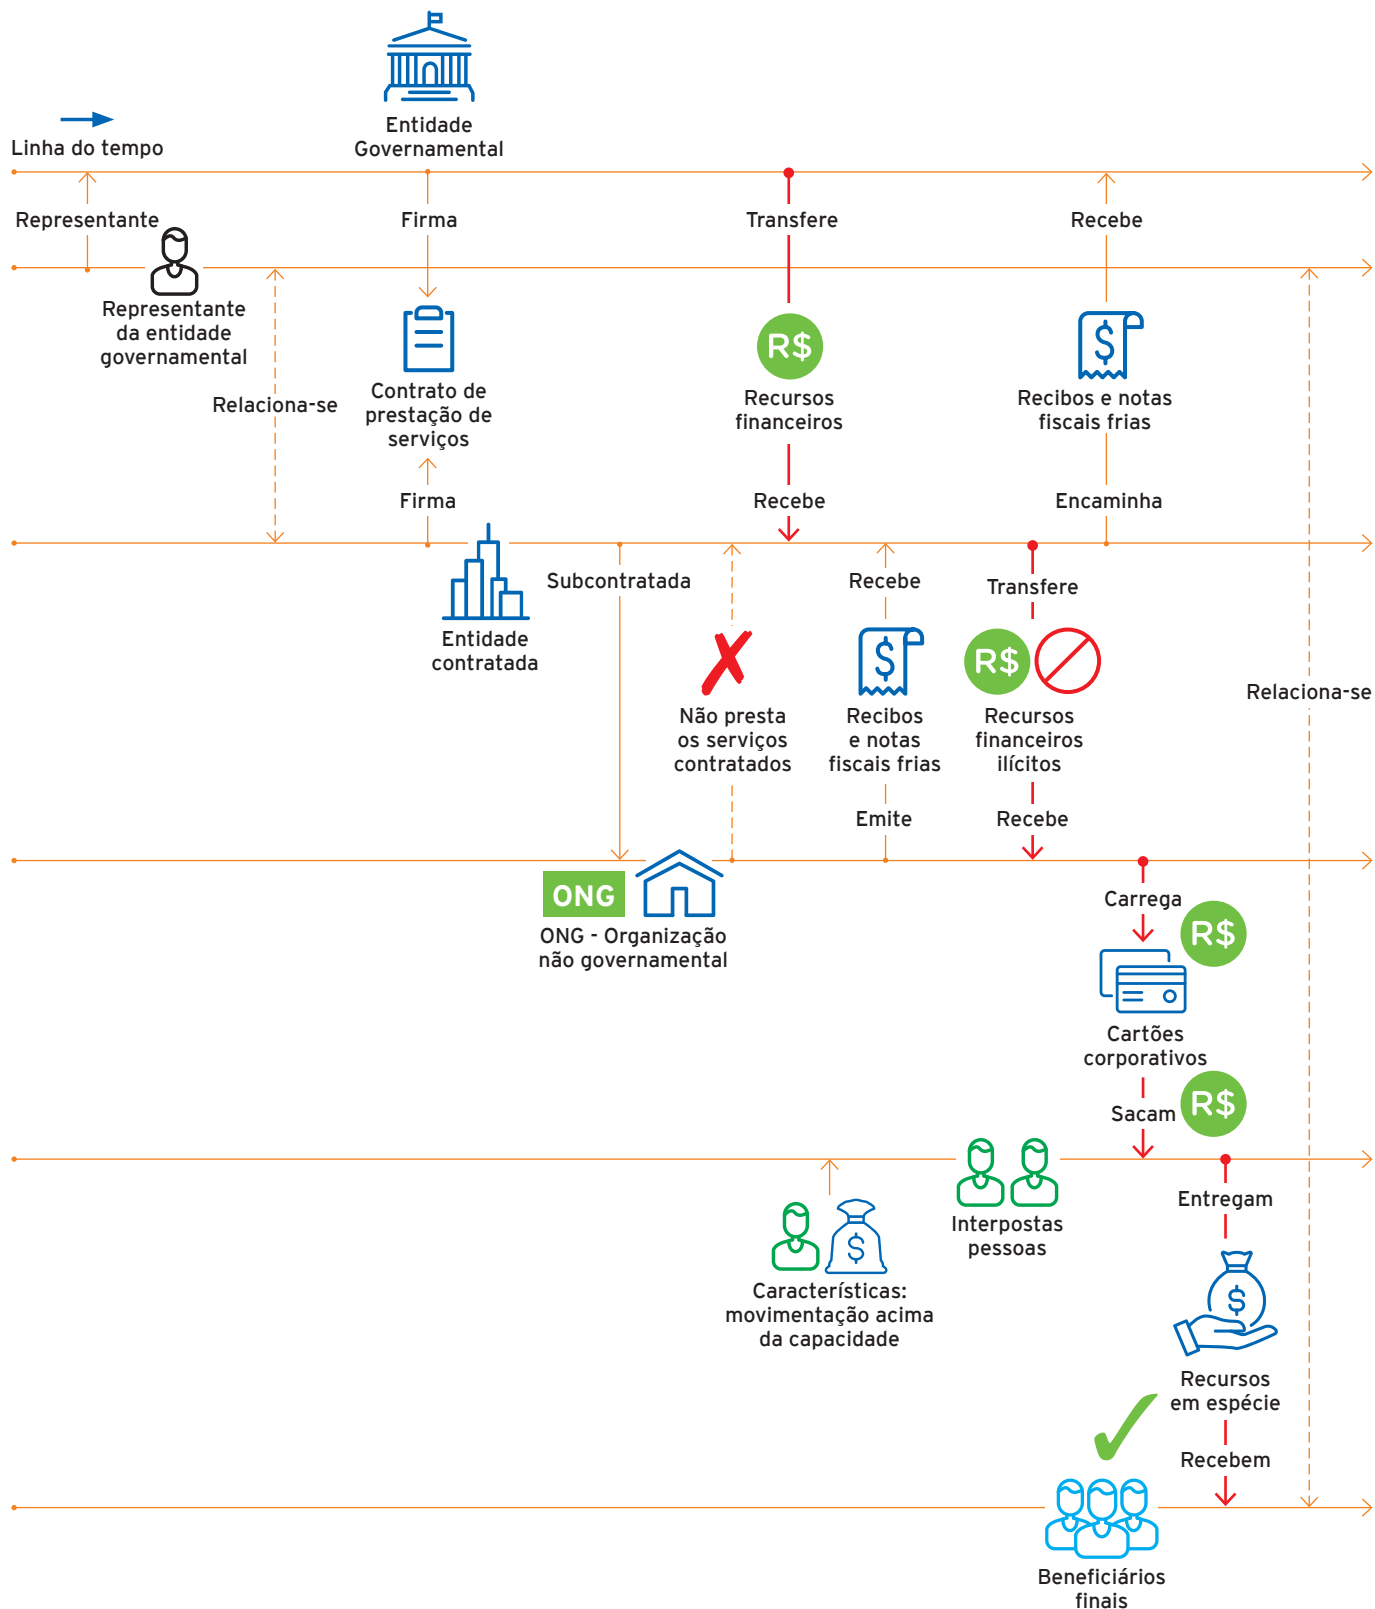 Entidade
Governamental
Linha do tempo
Representante
Firma
Transfere
Recebe
Representante
da entidade
governamental
Relaciona-se
Contrato de
prestação de
serviços
R$
Recursos
financeiros
$
Recibos e notas
fiscais frias
Firma
Recebe
Encaminha
Entidade
contratada
Subcontratada
Não presta
os serviços
contratados
Recebe
$
Recibos
e notas
fiscais frias
Emite
Transfere
R$
Recursos
financeiros
ilícitos
Recebe
Relaciona-se
ONG
ONG - Organização
não governamental
Carrega
R$
Cartões
corporativos
Sacam
R$
Interpostas
pessoas
$
Características:
movimentação acima
da capacidade
Entregam
$
Recursos
em espécie
Recebem
Beneficiários
finais